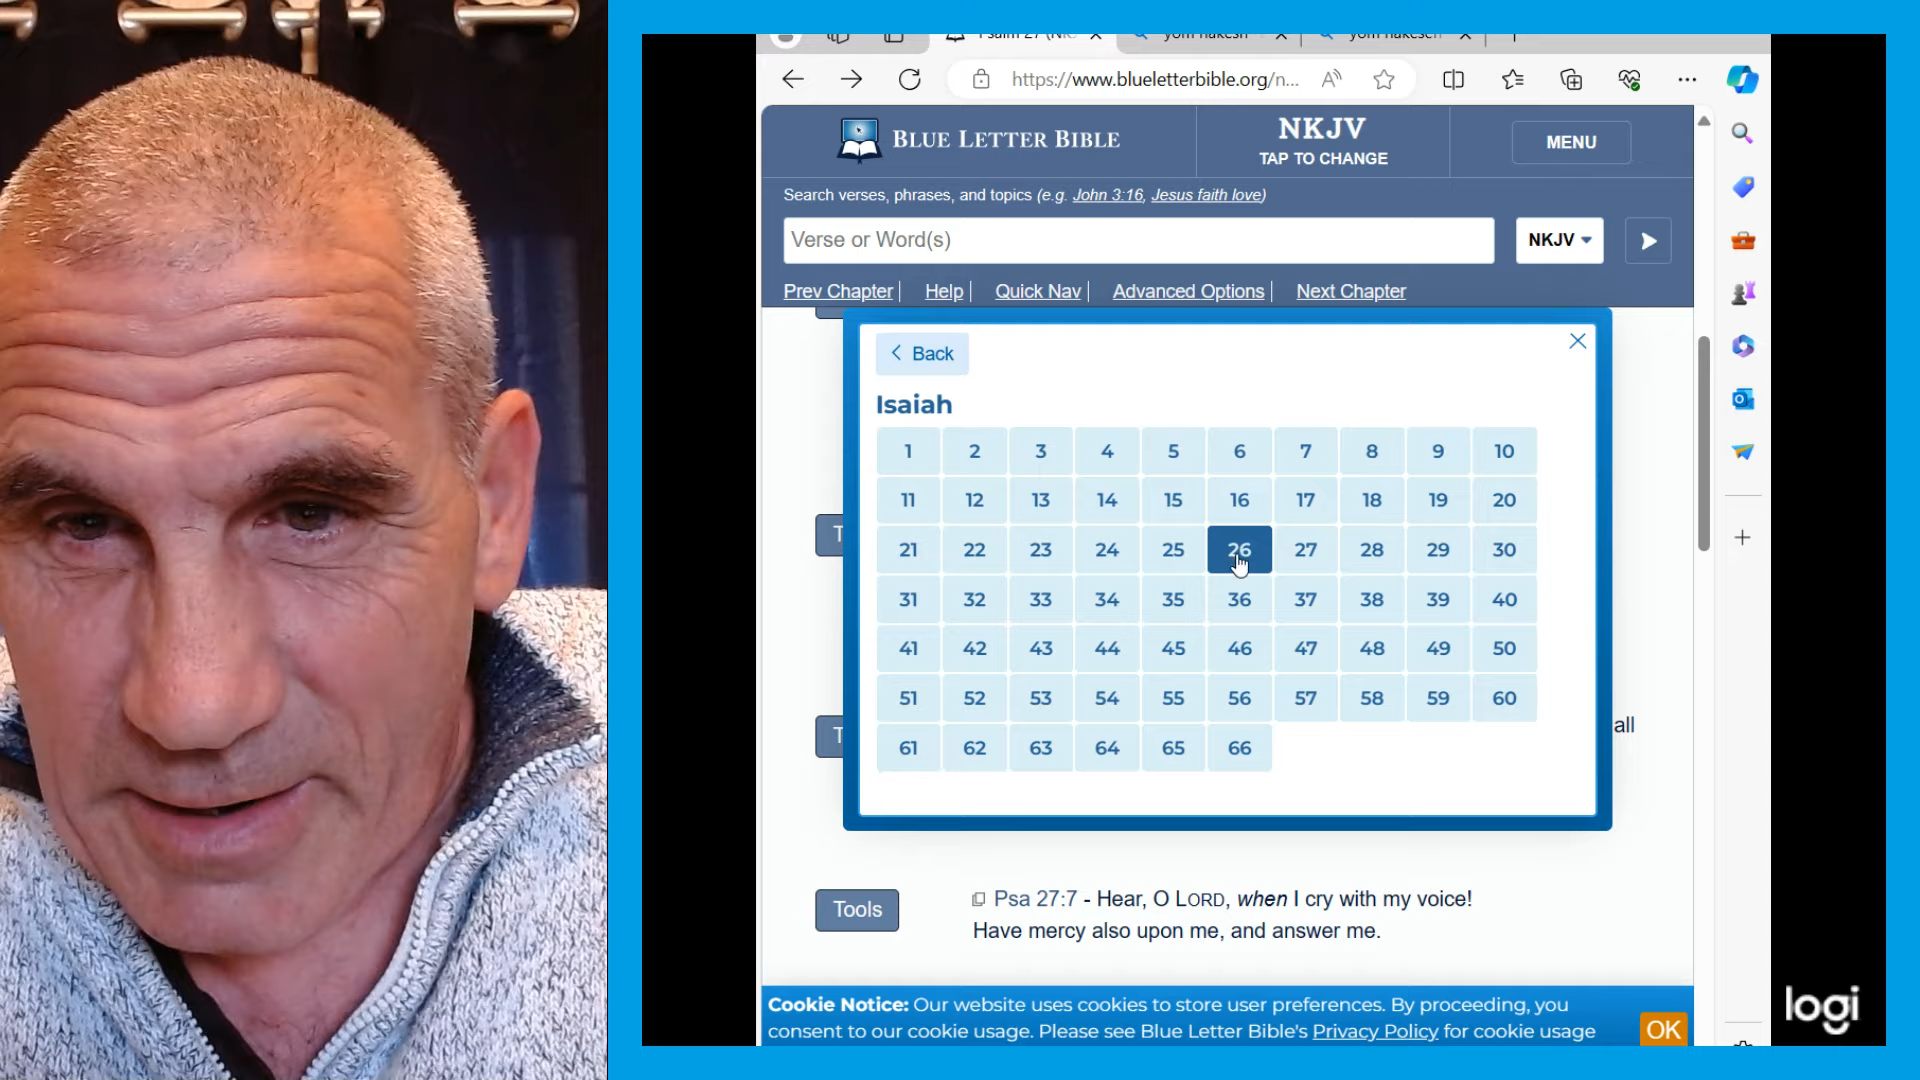 https://www.blueletterbible.org/n...
BLUE LETTER BIBLE
NKJV
TAP TO CHANGE
MENU
Search verses, phrases, and topics (e.g. John 3:16, Jesus faith love)
Verse or Word(s)
NKJV
Prev Chapter
Help
Quick Nav
Advanced Options
Next Chapter
Back
Isaiah
1 2 3 4 5 6 7 8 9 10
11 12 13 14 15 16 17 18 19 20
21 22 23 24 25 26 27 28 29 30
31 32 33 34 35 36 37 38 39 40
41 42 43 44 45 46 47 48 49 50
51 52 53 54 55 56 57 58 59 60
61 62 63 64 65 66
all
Tools
Psa 27:7 - Hear, O LORD, when I cry with my voice!
Have mercy also upon me, and answer me.
Cookie Notice: Our website uses cookies to store user preferences. By proceeding, you
consent to our cookie usage. Please see Blue Letter Bible's Privacy Policy for cookie usage
OK
logi